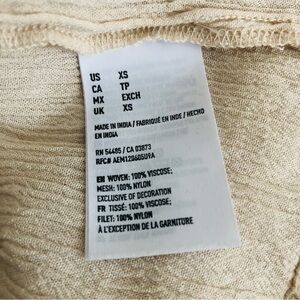 US XS
CA TP
MX EXCH
UK XS
MADE IN INDIA / FABRIQUÉ EN INDE / HECHO
EN INDIA
RN 54485 / CA 03873
RFC# AEM120605U9A
EN WOVEN: 100% VISCOSE;
MESH: 100% NYLON
EXCLUSIVE OF DECORATION
FR TISSÉ: 100% VISCOSE;
FILET: 100% NYLON
À L'EXCEPTION DE LA GARNITURE